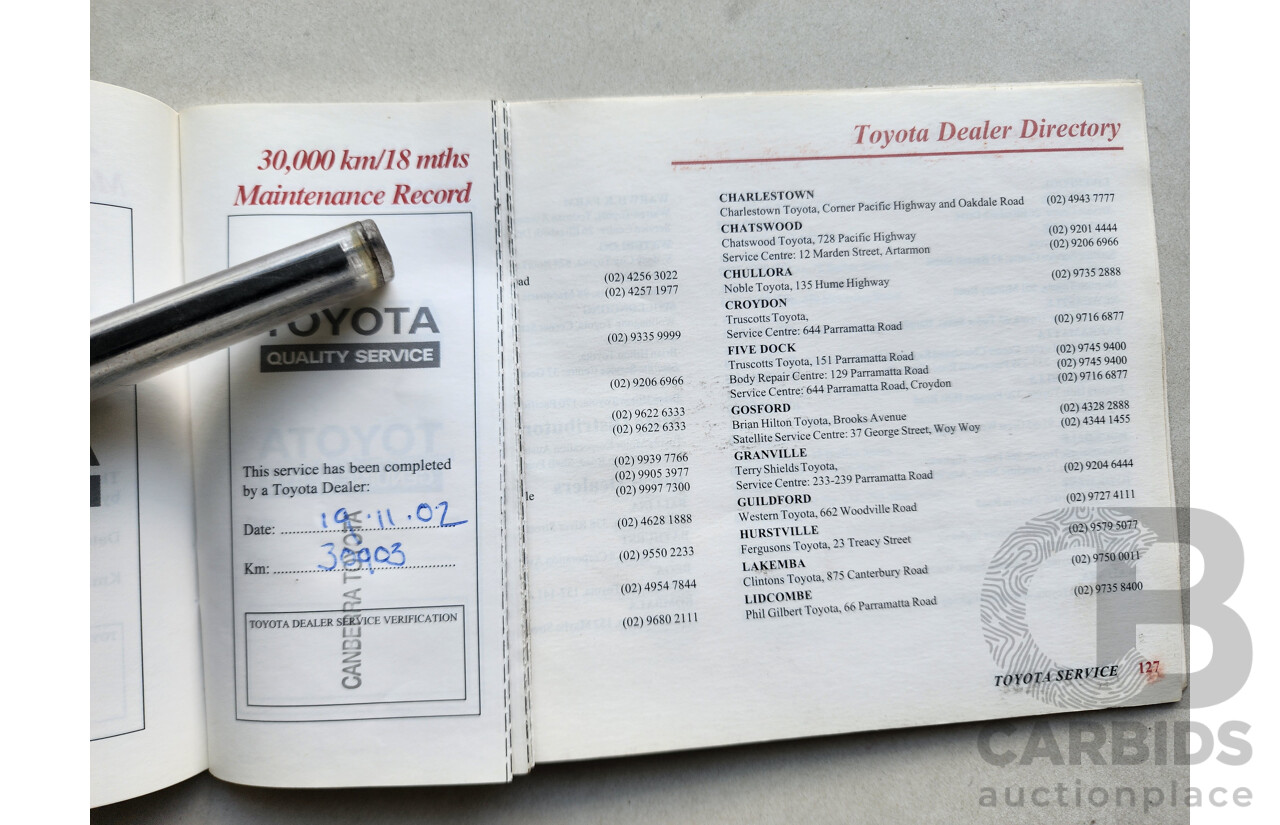 30,000 km/18 mths
Maintenance Record
TOYOTA
QUALITY SERVICE
This service has been completed
by a Toyota Dealer:
Date: 19.11.02
Km: 30903
TOYOTA DEALER SERVICE VERIFICATION
CANBERRA TOYOTA
Toyota Dealer Directory
(02) 4256 3022
(02) 4257 1977
(02) 9335 9999
(02) 9206 6966
(02) 9622 6333
(02) 9622 6333
(02) 9939 7766
(02) 9905 3977
(02) 9997 7300
(02) 4628 1888
(02) 9550 2233
(02) 4954 7844
(02) 9680 2111
CHARLESTOWN
Charlestown Toyota, Corner Pacific Highway and Oakdale Road (02) 4943 7777
CHATSWOOD
Chatswood Toyota, 728 Pacific Highway (02) 9201 4444
Service Centre: 12 Marden Street, Artarmon (02) 9206 6966
CHULLORA
Noble Toyota, 135 Hume Highway (02) 9735 2888
CROYDON
Truscotts Toyota,
Service Centre: 644 Parramatta Road (02) 9716 6877
FIVE DOCK
Truscotts Toyota, 151 Parramatta Road (02) 9745 9400
Body Repair Centre: 129 Parramatta Road (02) 9745 9400
Service Centre: 644 Parramatta Road, Croydon (02) 9716 6877
GOSFORD
Brian Hilton Toyota, Brooks Avenue (02) 4328 2888
Satellite Service Centre: 37 George Street, Woy Woy (02) 4344 1455
GRANVILLE
Terry Shields Toyota,
Service Centre: 233-239 Parramatta Road (02) 9204 6444
GUILDFORD
Western Toyota, 662 Woodville Road (02) 9727 4111
HURSTVILLE
Fergusons Toyota, 23 Treacy Street (02) 9579 5077
LAKEMBA
Clintons Toyota, 875 Canterbury Road (02) 9750 0011
LIDCOMBE
Phil Gilbert Toyota, 66 Parramatta Road (02) 9735 8400
TOYOTA SERVICE 127
CB
CARBIDS
auctionplace